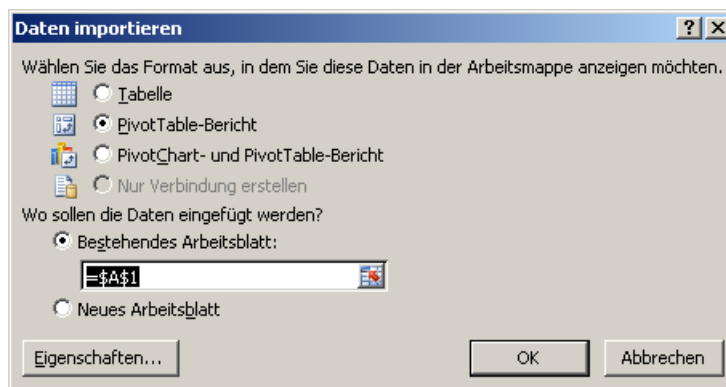 Daten importieren
Wählen Sie das Format aus, in dem Sie diese Daten in der Arbeitsmappe anzeigen möchten.
Tabelle
PivotTable-Bericht
PivotChart- und PivotTable-Bericht
Nur Verbindung erstellen
Wo sollen die Daten eingefügt werden?
Bestehendes Arbeitsblatt:
=$A$1
Neues Arbeitsblatt
Eigenschaften... OK Abbrechen